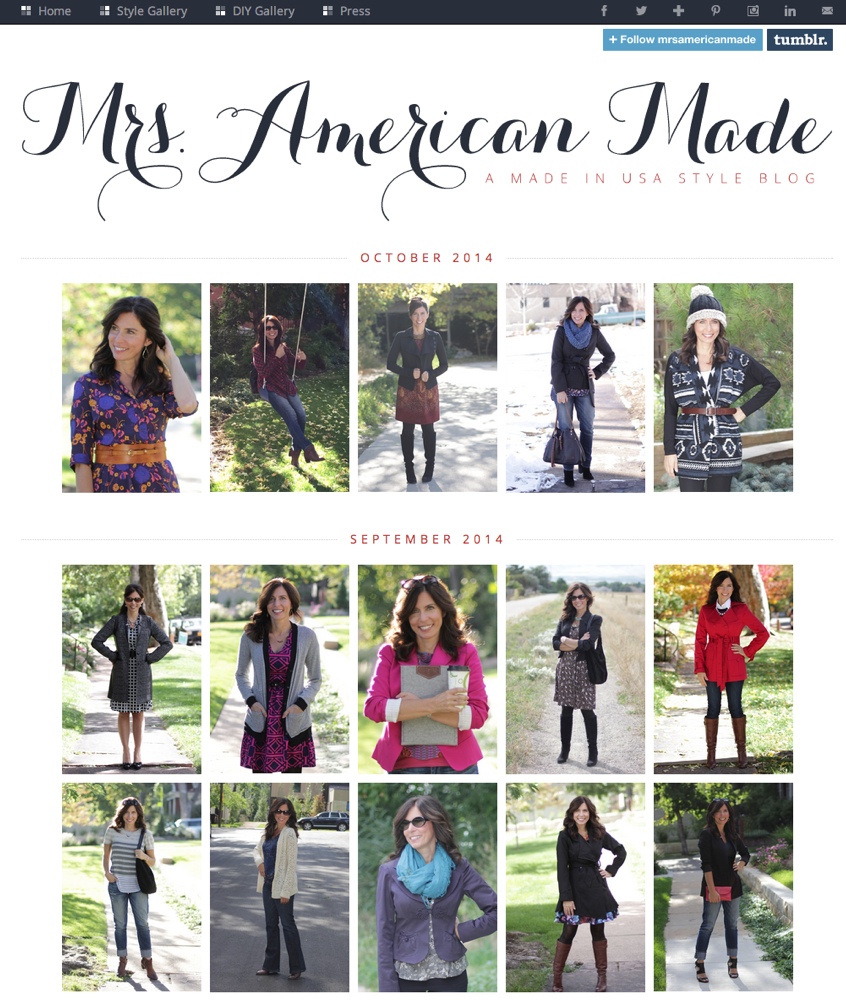 Home Style Gallery DIY Gallery Press
+ Follow mrsamericanmade tumblr.
Mrs. American Made
A MADE IN USA STYLE BLOG
OCTOBER 2014
SEPTEMBER 2014